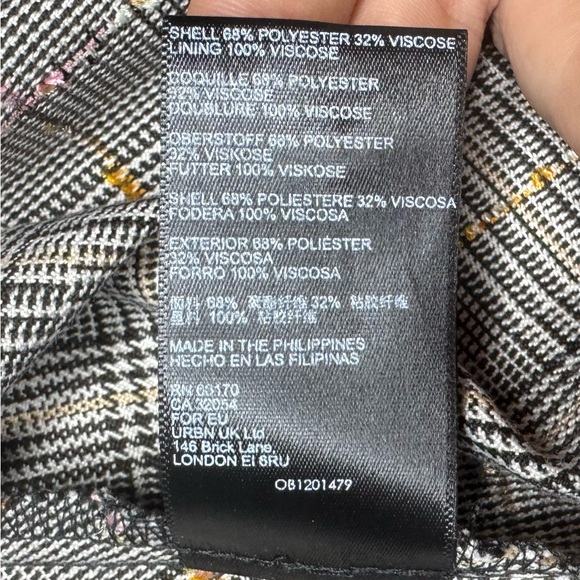 SHELL 68% POLYESTER 32% VISCOSE
LINING 100% VISCOSE
COQUILLE 68% POLYESTER
32% VISCOSE
DOUBLURE 100% VISCOSE
OBERSTOFF 68% POLYESTER
32% VISKOSE
FUTTER 100% VISKOSE
SHELL 68% POLIESTERE 32% VISCOSA
FODERA 100% VISCOSA
EXTERIOR 68% POLIÉSTER
32% VISCOSA
FORRO 100% VISCOSA
面料 68% 聚酯纤维 32% 粘胶纤维
里料 100% 粘胶纤维
MADE IN THE PHILIPPINES
HECHO EN LAS FILIPINAS
RN 66170
CA 32054
FOR EU
URBN UK Ltd
146 Brick Lane,
LONDON EI 6RU
OB1201479